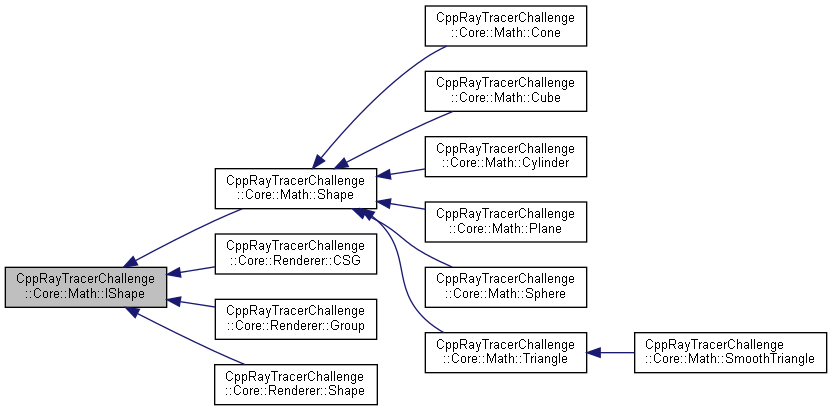 CppRayTracerChallenge
::Core::Math::IShape
CppRayTracerChallenge
::Core::Math::Shape
CppRayTracerChallenge
::Core::Renderer::CSG
CppRayTracerChallenge
::Core::Renderer::Group
CppRayTracerChallenge
::Core::Renderer::Shape
CppRayTracerChallenge
::Core::Math::Cone
CppRayTracerChallenge
::Core::Math::Cube
CppRayTracerChallenge
::Core::Math::Cylinder
CppRayTracerChallenge
::Core::Math::Plane
CppRayTracerChallenge
::Core::Math::Sphere
CppRayTracerChallenge
::Core::Math::Triangle
CppRayTracerChallenge
::Core::Math::SmoothTriangle